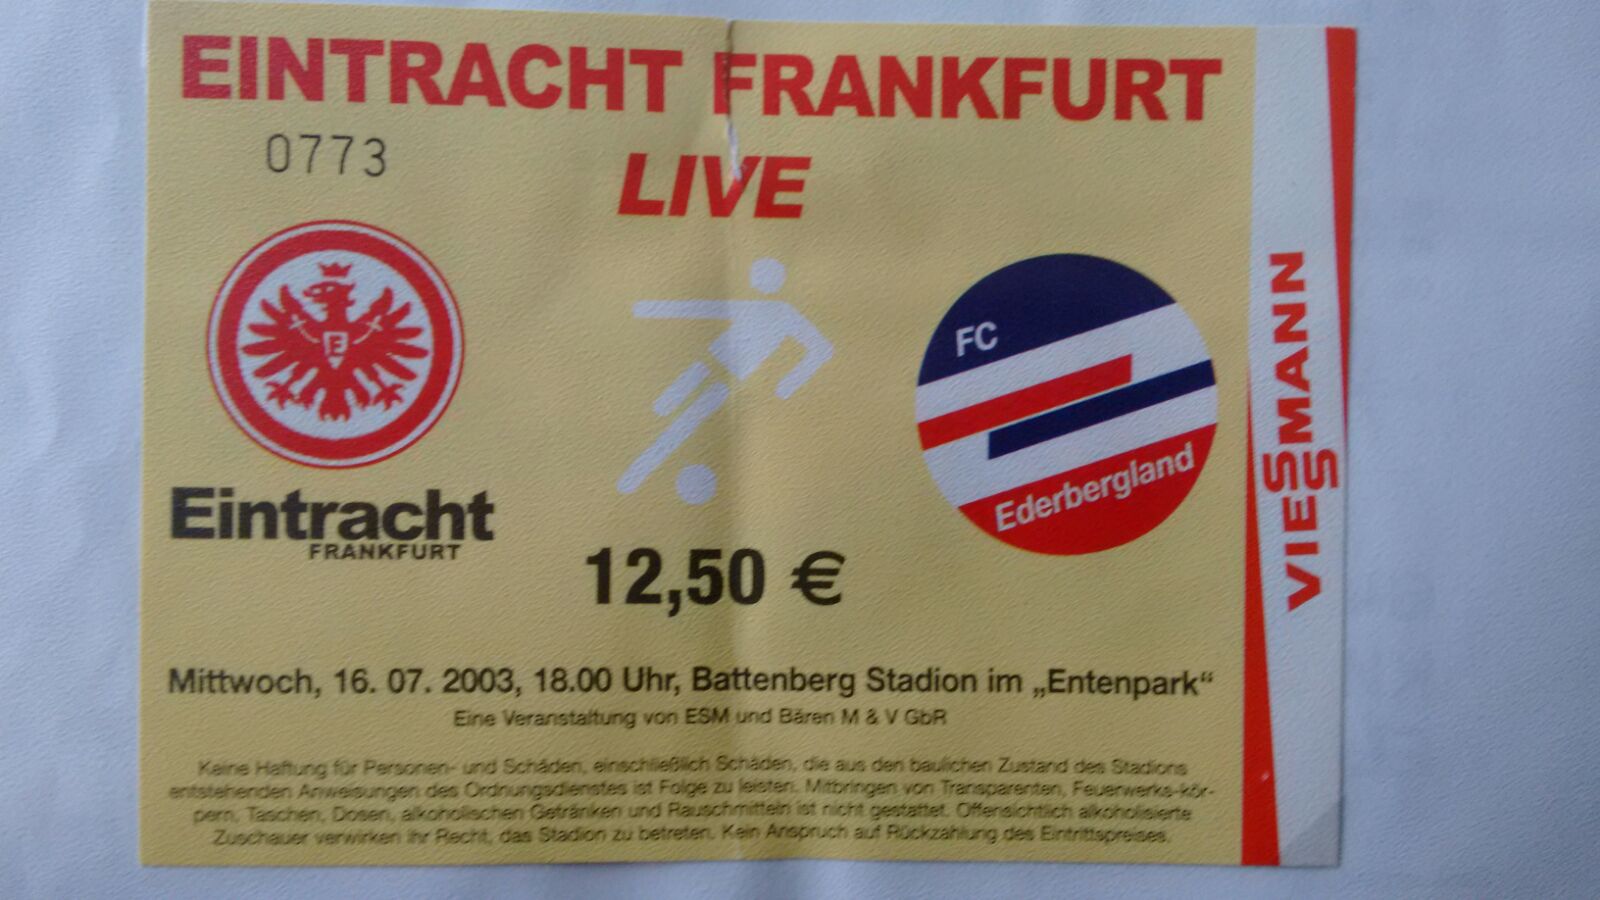 EINTRACHT FRANKFURT
0773
LIVE
FC
Ederbergland
E
Eintracht
FRANKFURT
12,50 €
VIESSMANN
Mittwoch, 16. 07. 2003, 18.00 Uhr, Battenberg Stadion im „Entenpark“
Eine Veranstaltung von ESM und Bären M & V GbR
Keine Haftung für Personen- und Schäden, einschließlich Schäden, die aus den baulichen Zustand des Stadions
entstehenden Anweisungen des Ordnungsdienstes ist Folge zu leisten. Mitbringen von Transparenten, Feuerwerks-kör-
pern, Taschen, Dosen, alkoholischen Getränken und Rauschmitteln ist nicht gestattet. Offensichtlich alkoholisierte
Zuschauer verwirken ihr Recht, das Stadion zu betreten. Kein Anspruch auf Rückzahlung des Eintrittspreises.